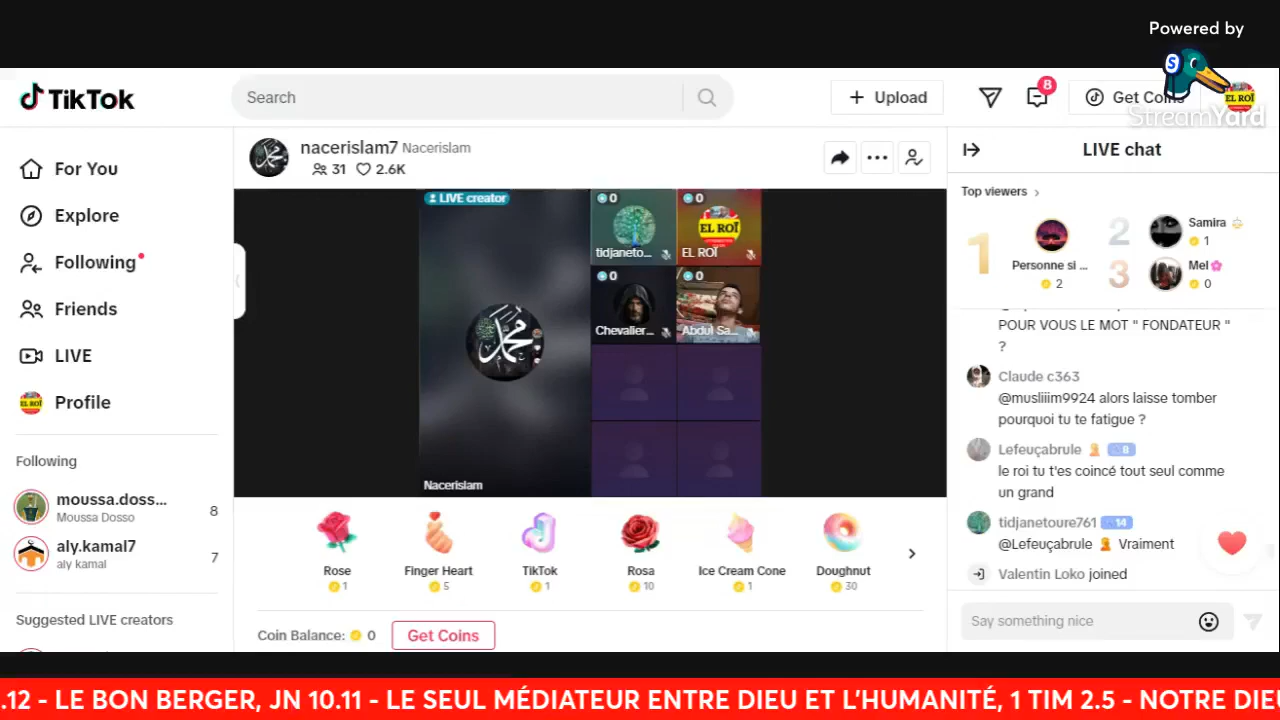 Powered by
StreamYard
TikTok
Search
Upload
8
Get Coins
EL ROÏ
For You
Explore
Following
Friends
LIVE
Profile
Following
moussa.doss...
Moussa Dosso
8
aly.kamal7
aly kamal
7
Suggested LIVE creators
nacerislam7 Nacerislam
31 2.6K
LIVE creator
0
tidjaneto...
0
EL ROÏ
0
Chevalier...
Abdul Sa...
Nacerislam
Rose
1
Finger Heart
5
TikTok
1
Rosa
10
Ice Cream Cone
1
Doughnut
30
Coin Balance: 0
Get Coins
LIVE chat
Top viewers
1
Personne si ...
2
2
Samira
1
3
Mel
0
POUR VOUS LE MOT " FONDATEUR "
?
Claude c363
@musliiim9924 alors laisse tomber
pourquoi tu te fatigue ?
Lefeuçabrule 8
le roi tu t'es coincé tout seul comme
un grand
tidjanetoure761 14
@Lefeuçabrule Vraiment
Valentin Loko joined
Say something nice
.12 - LE BON BERGER, JN 10.11 - LE SEUL MÉDIATEUR ENTRE DIEU ET L'HUMANITÉ, 1 TIM 2.5 - NOTRE DIEU